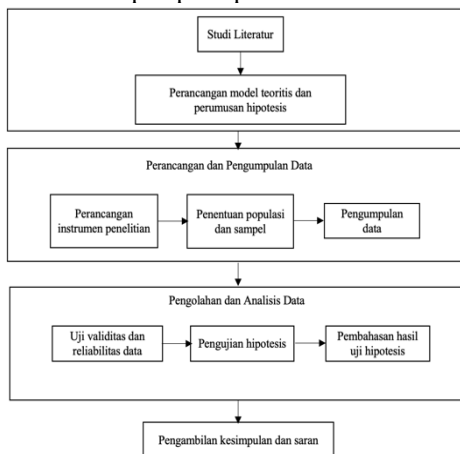 Studi Literatur
Perancangan model teoritis dan
perumusan hipotesis
Perancangan dan Pengumpulan Data
Perancangan
instrumen penelitian
Penentuan populasi
dan sampel
Pengumpulan
data
Pengolahan dan Analisis Data
Uji validitas dan
reliabilitas data
Pengujian hipotesis
Pembahasan hasil
uji hipotesis
Pengambilan kesimpulan dan saran